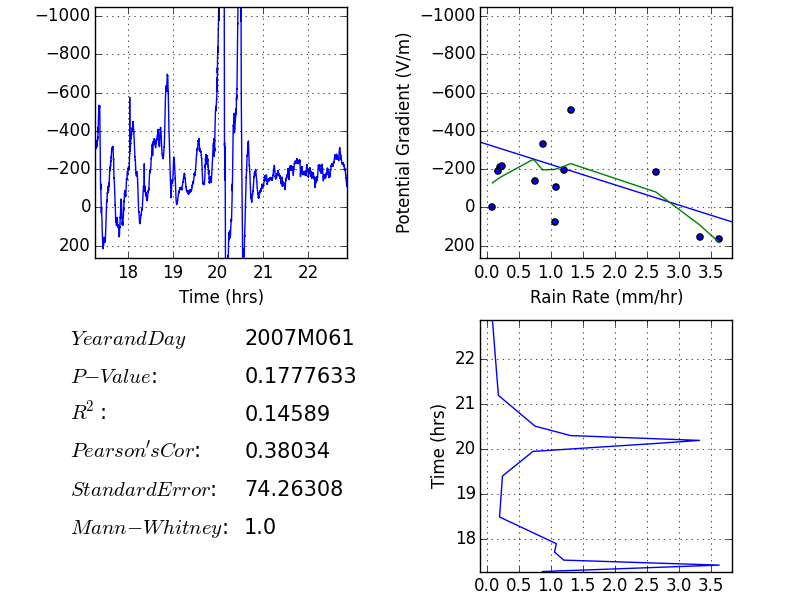 −1000
−800
−600
−400
−200
0
200
18 19 20 21 22
Time (hrs)
Potential Gradient (V/m)
−1000
−800
−600
−400
−200
0
200
0.0 0.5 1.0 1.5 2.0 2.5 3.0 3.5
Rain Rate (mm/hr)
YearandDay 2007M061
P−Value: 0.1777633
R² : 0.14589
Pearson'sCor: 0.38034
StandardError: 74.26308
Mann−Whitney: 1.0
Time (hrs)
22
21
20
19
18
0.0 0.5 1.0 1.5 2.0 2.5 3.0 3.5